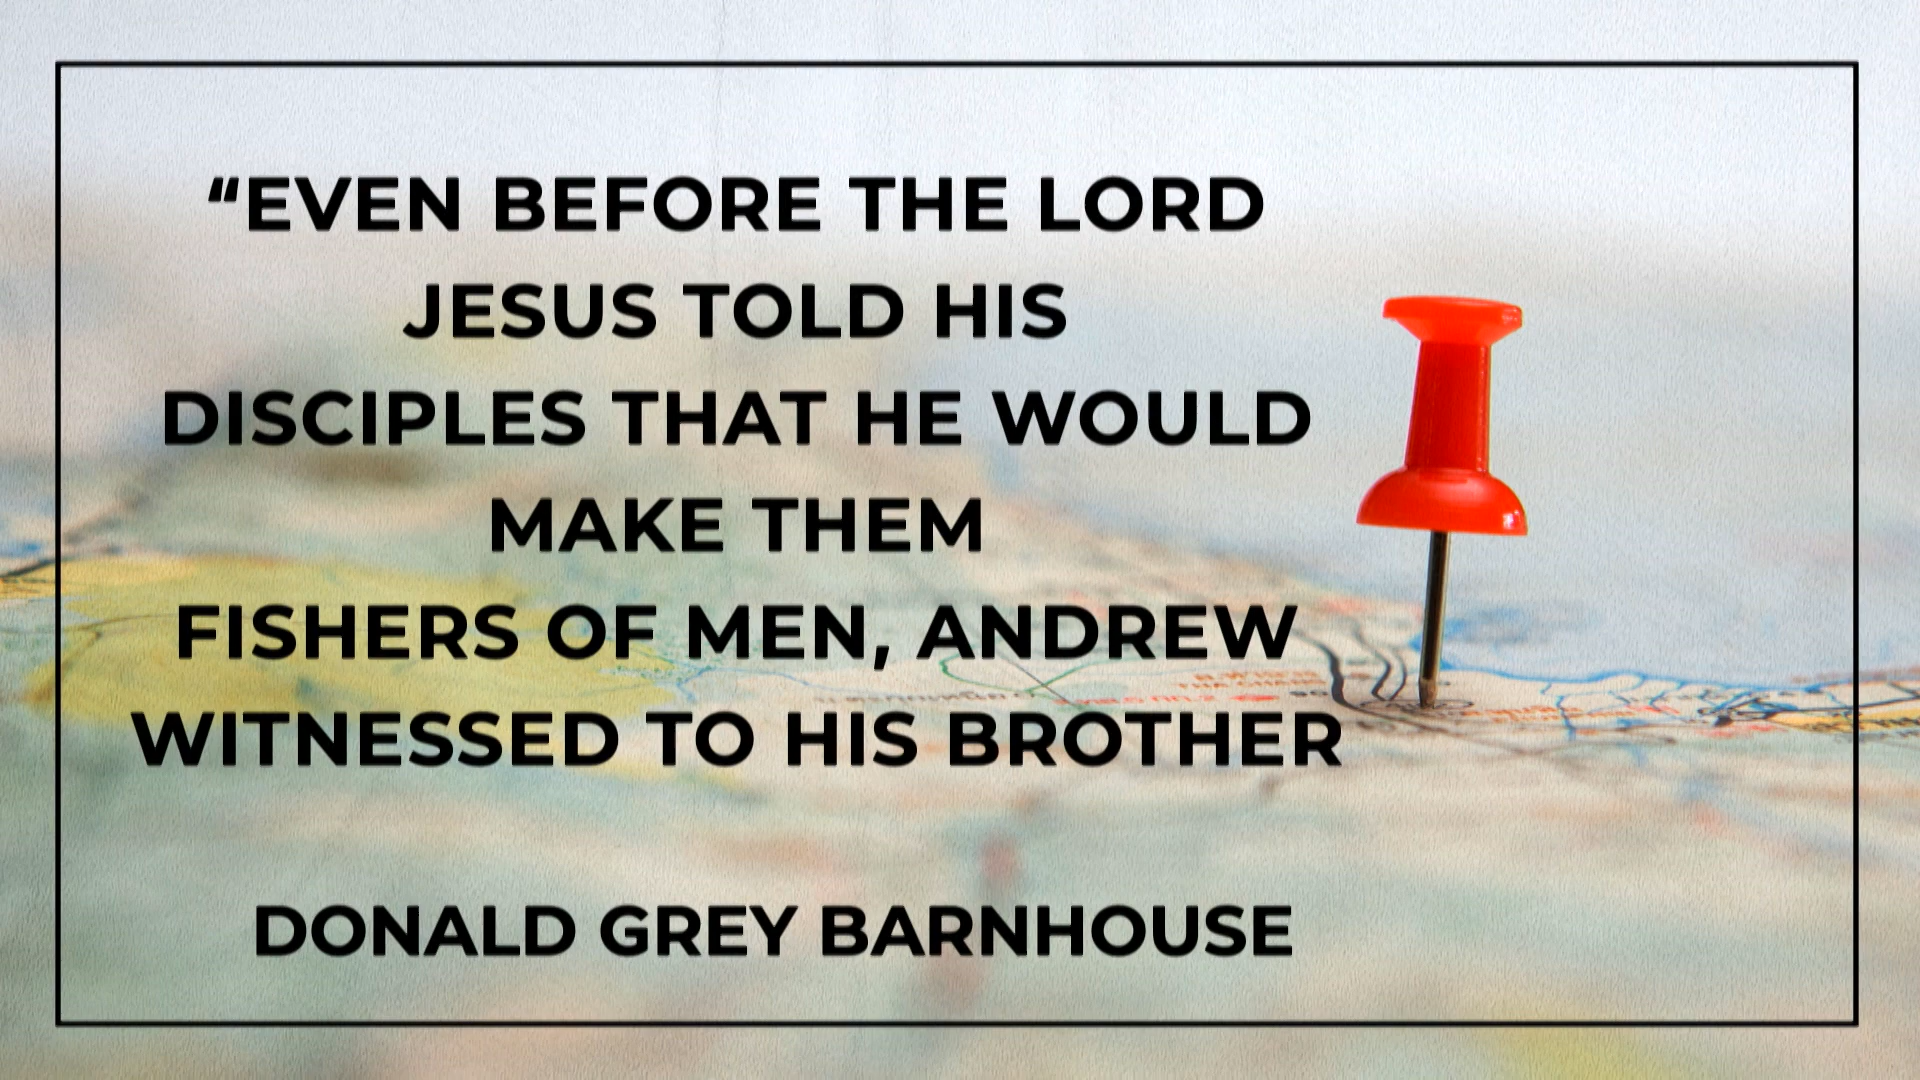 “EVEN BEFORE THE LORD
JESUS TOLD HIS
DISCIPLES THAT HE WOULD
MAKE THEM
FISHERS OF MEN, ANDREW
WITNESSED TO HIS BROTHER
DONALD GREY BARNHOUSE